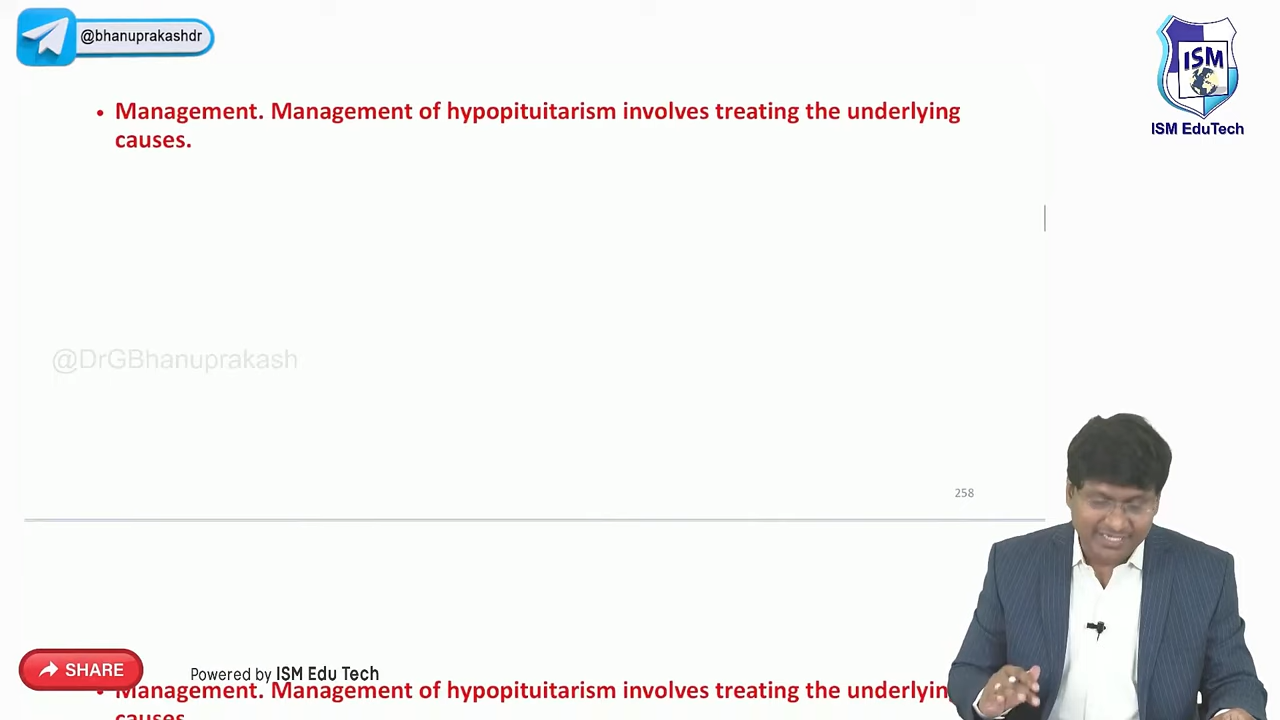 @bhanuprakashdr
ISM
ISM EduTech
• Management. Management of hypopituitarism involves treating the underlying
causes.
@DrGBhanuprakash
258
SHARE
Powered by ISM Edu Tech
• Management. Management of hypopituitarism involves treating the underlyin
causes.